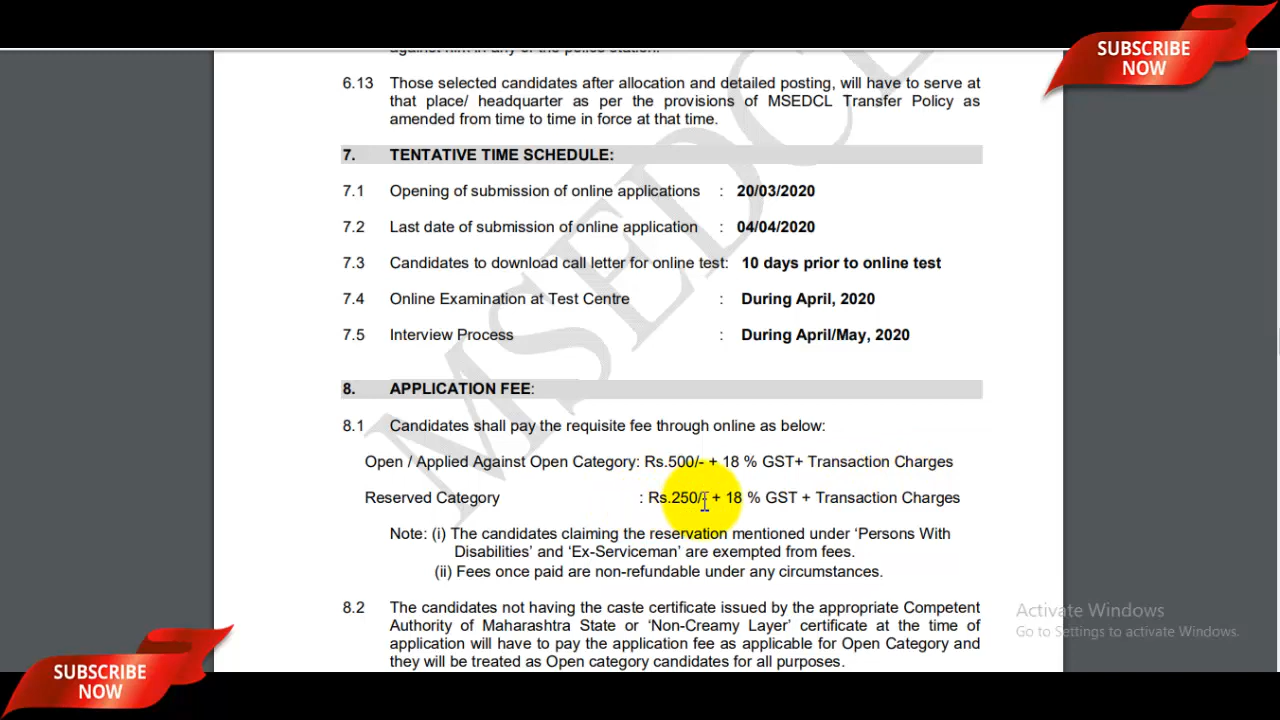 SUBSCRIBE
NOW
against him in any of the police station.
6.13 Those selected candidates after allocation and detailed posting, will have to serve at
that place/ headquarter as per the provisions of MSEDCL Transfer Policy as
amended from time to time in force at that time.
7. TENTATIVE TIME SCHEDULE:
7.1 Opening of submission of online applications : 20/03/2020
7.2 Last date of submission of online application : 04/04/2020
7.3 Candidates to download call letter for online test: 10 days prior to online test
7.4 Online Examination at Test Centre : During April, 2020
7.5 Interview Process : During April/May, 2020
MSEDCL
8. APPLICATION FEE:
8.1 Candidates shall pay the requisite fee through online as below:
Open / Applied Against Open Category: Rs.500/- + 18 % GST+ Transaction Charges
Reserved Category : Rs.250/- + 18 % GST + Transaction Charges
Note: (i) The candidates claiming the reservation mentioned under ‘Persons With
Disabilities’ and ‘Ex-Serviceman’ are exempted from fees.
(ii) Fees once paid are non-refundable under any circumstances.
8.2 The candidates not having the caste certificate issued by the appropriate Competent
Authority of Maharashtra State or ‘Non-Creamy Layer’ certificate at the time of
application will have to pay the application fee as applicable for Open Category and
they will be treated as Open category candidates for all purposes.
Activate Windows
Go to Settings to activate Windows.
SUBSCRIBE
NOW